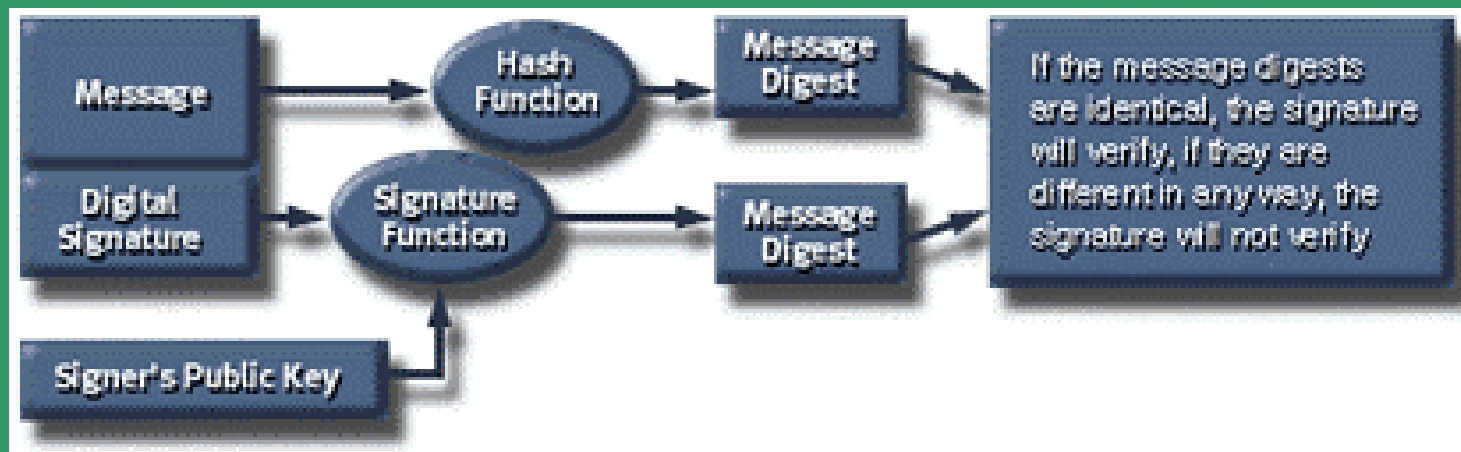 Message
Hash
Function
Message
Digest
If the message digests
are identical, the signature
will verify, if they are
different in any way, the
signature will not verify
Digital
Signature
Signature
Function
Message
Digest
Signer's Public Key